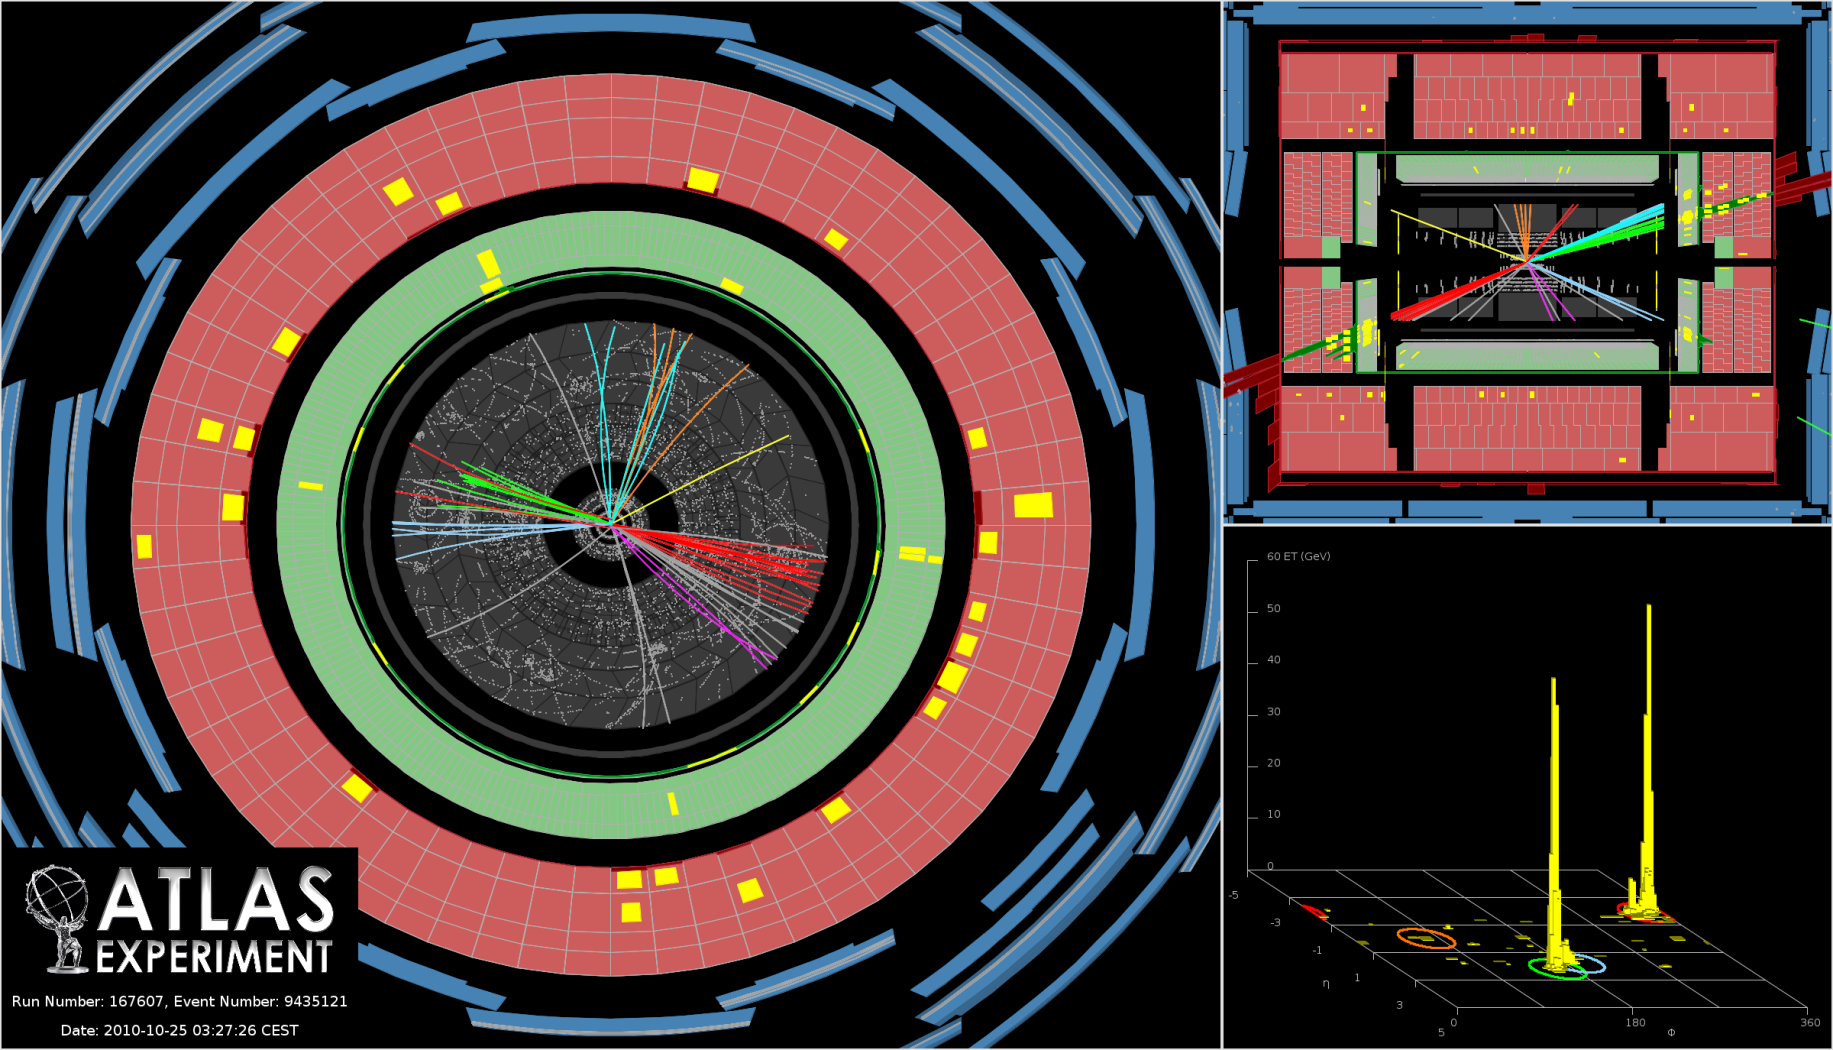 ATLAS
EXPERIMENT
Run Number: 167607, Event Number: 9435121
Date: 2010-10-25 03:27:26 CEST
60 ET (GeV)
50
40
30
20
10
0
-5
-3
-1
η
1
3
5
0
180
Φ
360